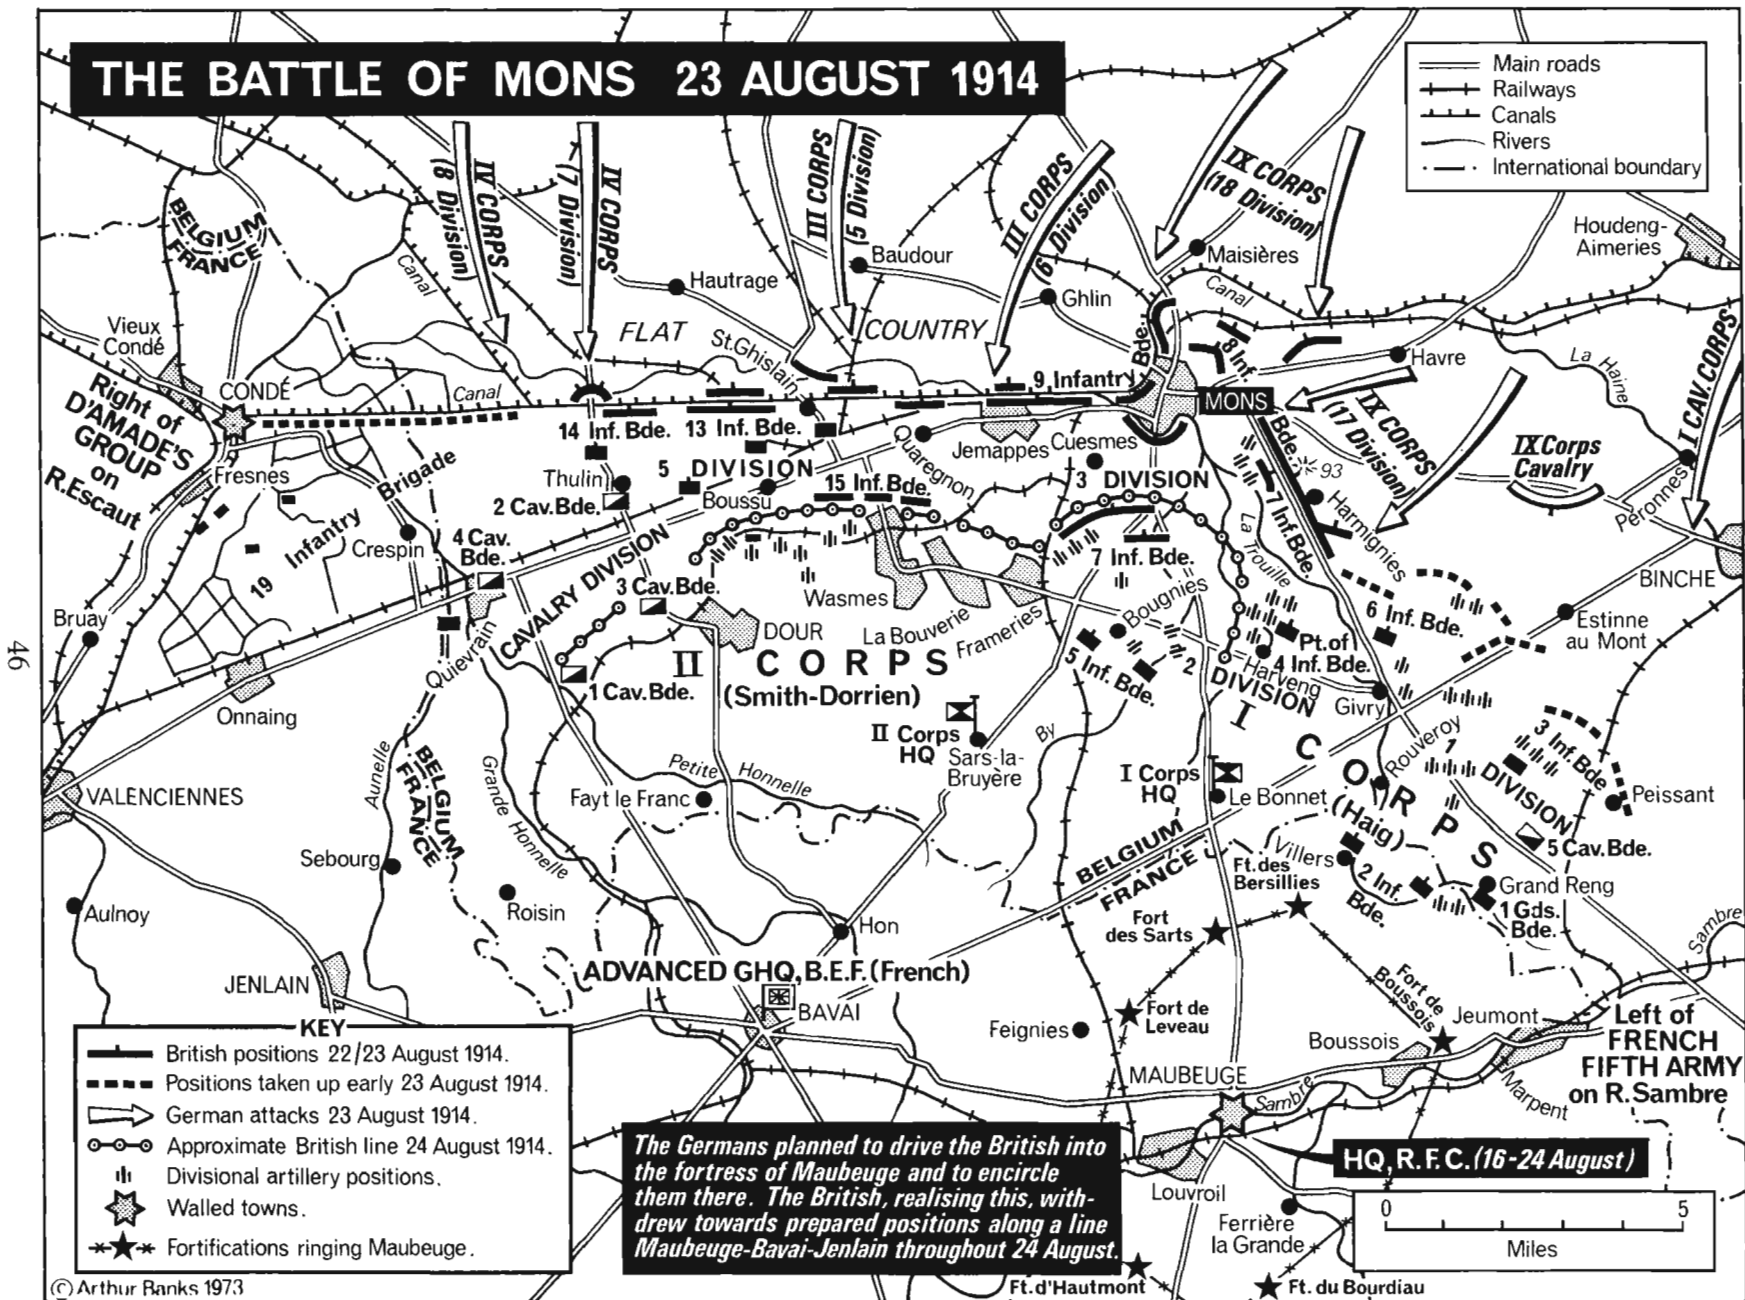 THE BATTLE OF MONS 23 AUGUST 1914
Main roads
Railways
Canals
Rivers
International boundary
IV CORPS
(8 Division)
IV CORPS
(7 Division)
III CORPS
(5 Division)
III CORPS
(6 Division)
IX CORPS
(18 Division)
Houdeng-
Aimeries
BELGIUM
FRANCE
Canal
Hautrage
Baudour
Maisières
Ghlin
Canal
Vieux
Condé
FLAT
COUNTRY
St.Ghislain
Bde.
8 Inf.
Havre
La Haine
I CAV.CORPS
Right of
D'AMADE'S
GROUP
on
R.Escaut
CONDÉ
Canal
9 Infantry
MONS
IX CORPS
(17 Division)
IX Corps
Cavalry
14 Inf. Bde.
13 Inf. Bde.
Quaregnon
Jemappes
Cuesmes
Bde.
93
Fresnes
Brigade
Thulin
5 DIVISION
3 DIVISION
Harmignies
Péronnes
2 Cav.Bde.
Boussu
15 Inf.Bde.
7 Inf.Bde.
La Trouille
19 Infantry
Crespin
4 Cav.
Bde.
CAVALRY DIVISION
7 Inf. Bde.
BINCHE
3 Cav.Bde.
Wasmes
La Bouverie
Frameries
Bougnies
6 Inf. Bde.
Estinne
au Mont
Bruay
Quievrain
DOUR
II CORPS
(Smith-Dorrien)
5 Inf. Bde.
2 DIVISION
Pt.of
4 Inf. Bde.
Harveng
Givry
1 Cav.Bde.
Onnaing
II Corps
HQ
Sars-la-
Bruyère
By
I CORPS
(Haig)
Rouveroy
1 DIVISION
3 Inf. Bde
Aunelle
BELGIUM
FRANCE
Grande Honnelle
Petite Honnelle
Fayt le Franc
I Corps
HQ
Le Bonnet
Peissant
VALENCIENNES
BELGIUM
FRANCE
Villers
5 Cav.Bde.
Sebourg
Roisin
Ft.des
Bersillies
2 Inf.
Bde.
Grand Reng
1 Gds.
Bde.
Aulnoy
Hon
Fort
des Sarts
Sambre
JENLAIN
ADVANCED GHQ, B.E.F. (French)
BAVAI
Feignies
Fort de
Leveau
Fort de
Boussois
Jeumont
Boussois
Left of
FRENCH
FIFTH ARMY
on R. Sambre
MAUBEUGE
Sambre
Marpent
KEY
British positions 22/23 August 1914.
Positions taken up early 23 August 1914.
German attacks 23 August 1914.
Approximate British line 24 August 1914.
Divisional artillery positions.
Walled towns.
Fortifications ringing Maubeuge.
The Germans planned to drive the British into
the fortress of Maubeuge and to encircle
them there. The British, realising this, with-
drew towards prepared positions along a line
Maubeuge-Bavai-Jenlain throughout 24 August.
HQ, R.F.C. (16-24 August)
Louvroil
Ferrière
la Grande
0 5
Miles
Ft. d'Hautmont
Ft. du Bourdiau
© Arthur Banks 1973
46